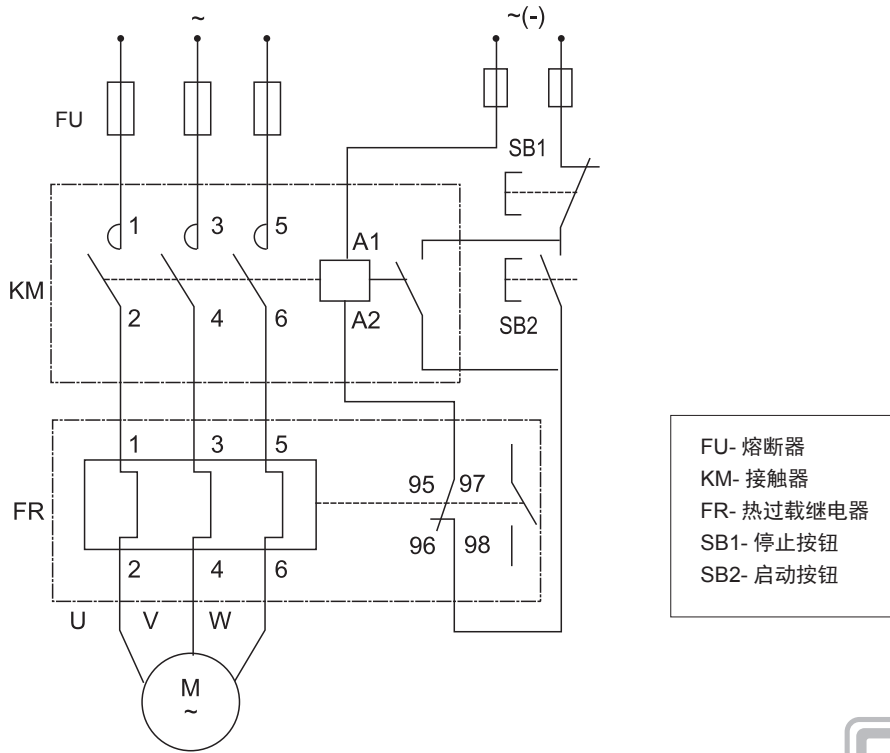 ~ ~(-)
FU
SB1
1 3 5
A1
KM
2 4 6 A2
SB2
1 3 5
95 97
FR
96 98
2 4 6
U V W
M
~
FU- 熔断器
KM- 接触器
FR- 热过载继电器
SB1- 停止按钮
SB2- 启动按钮